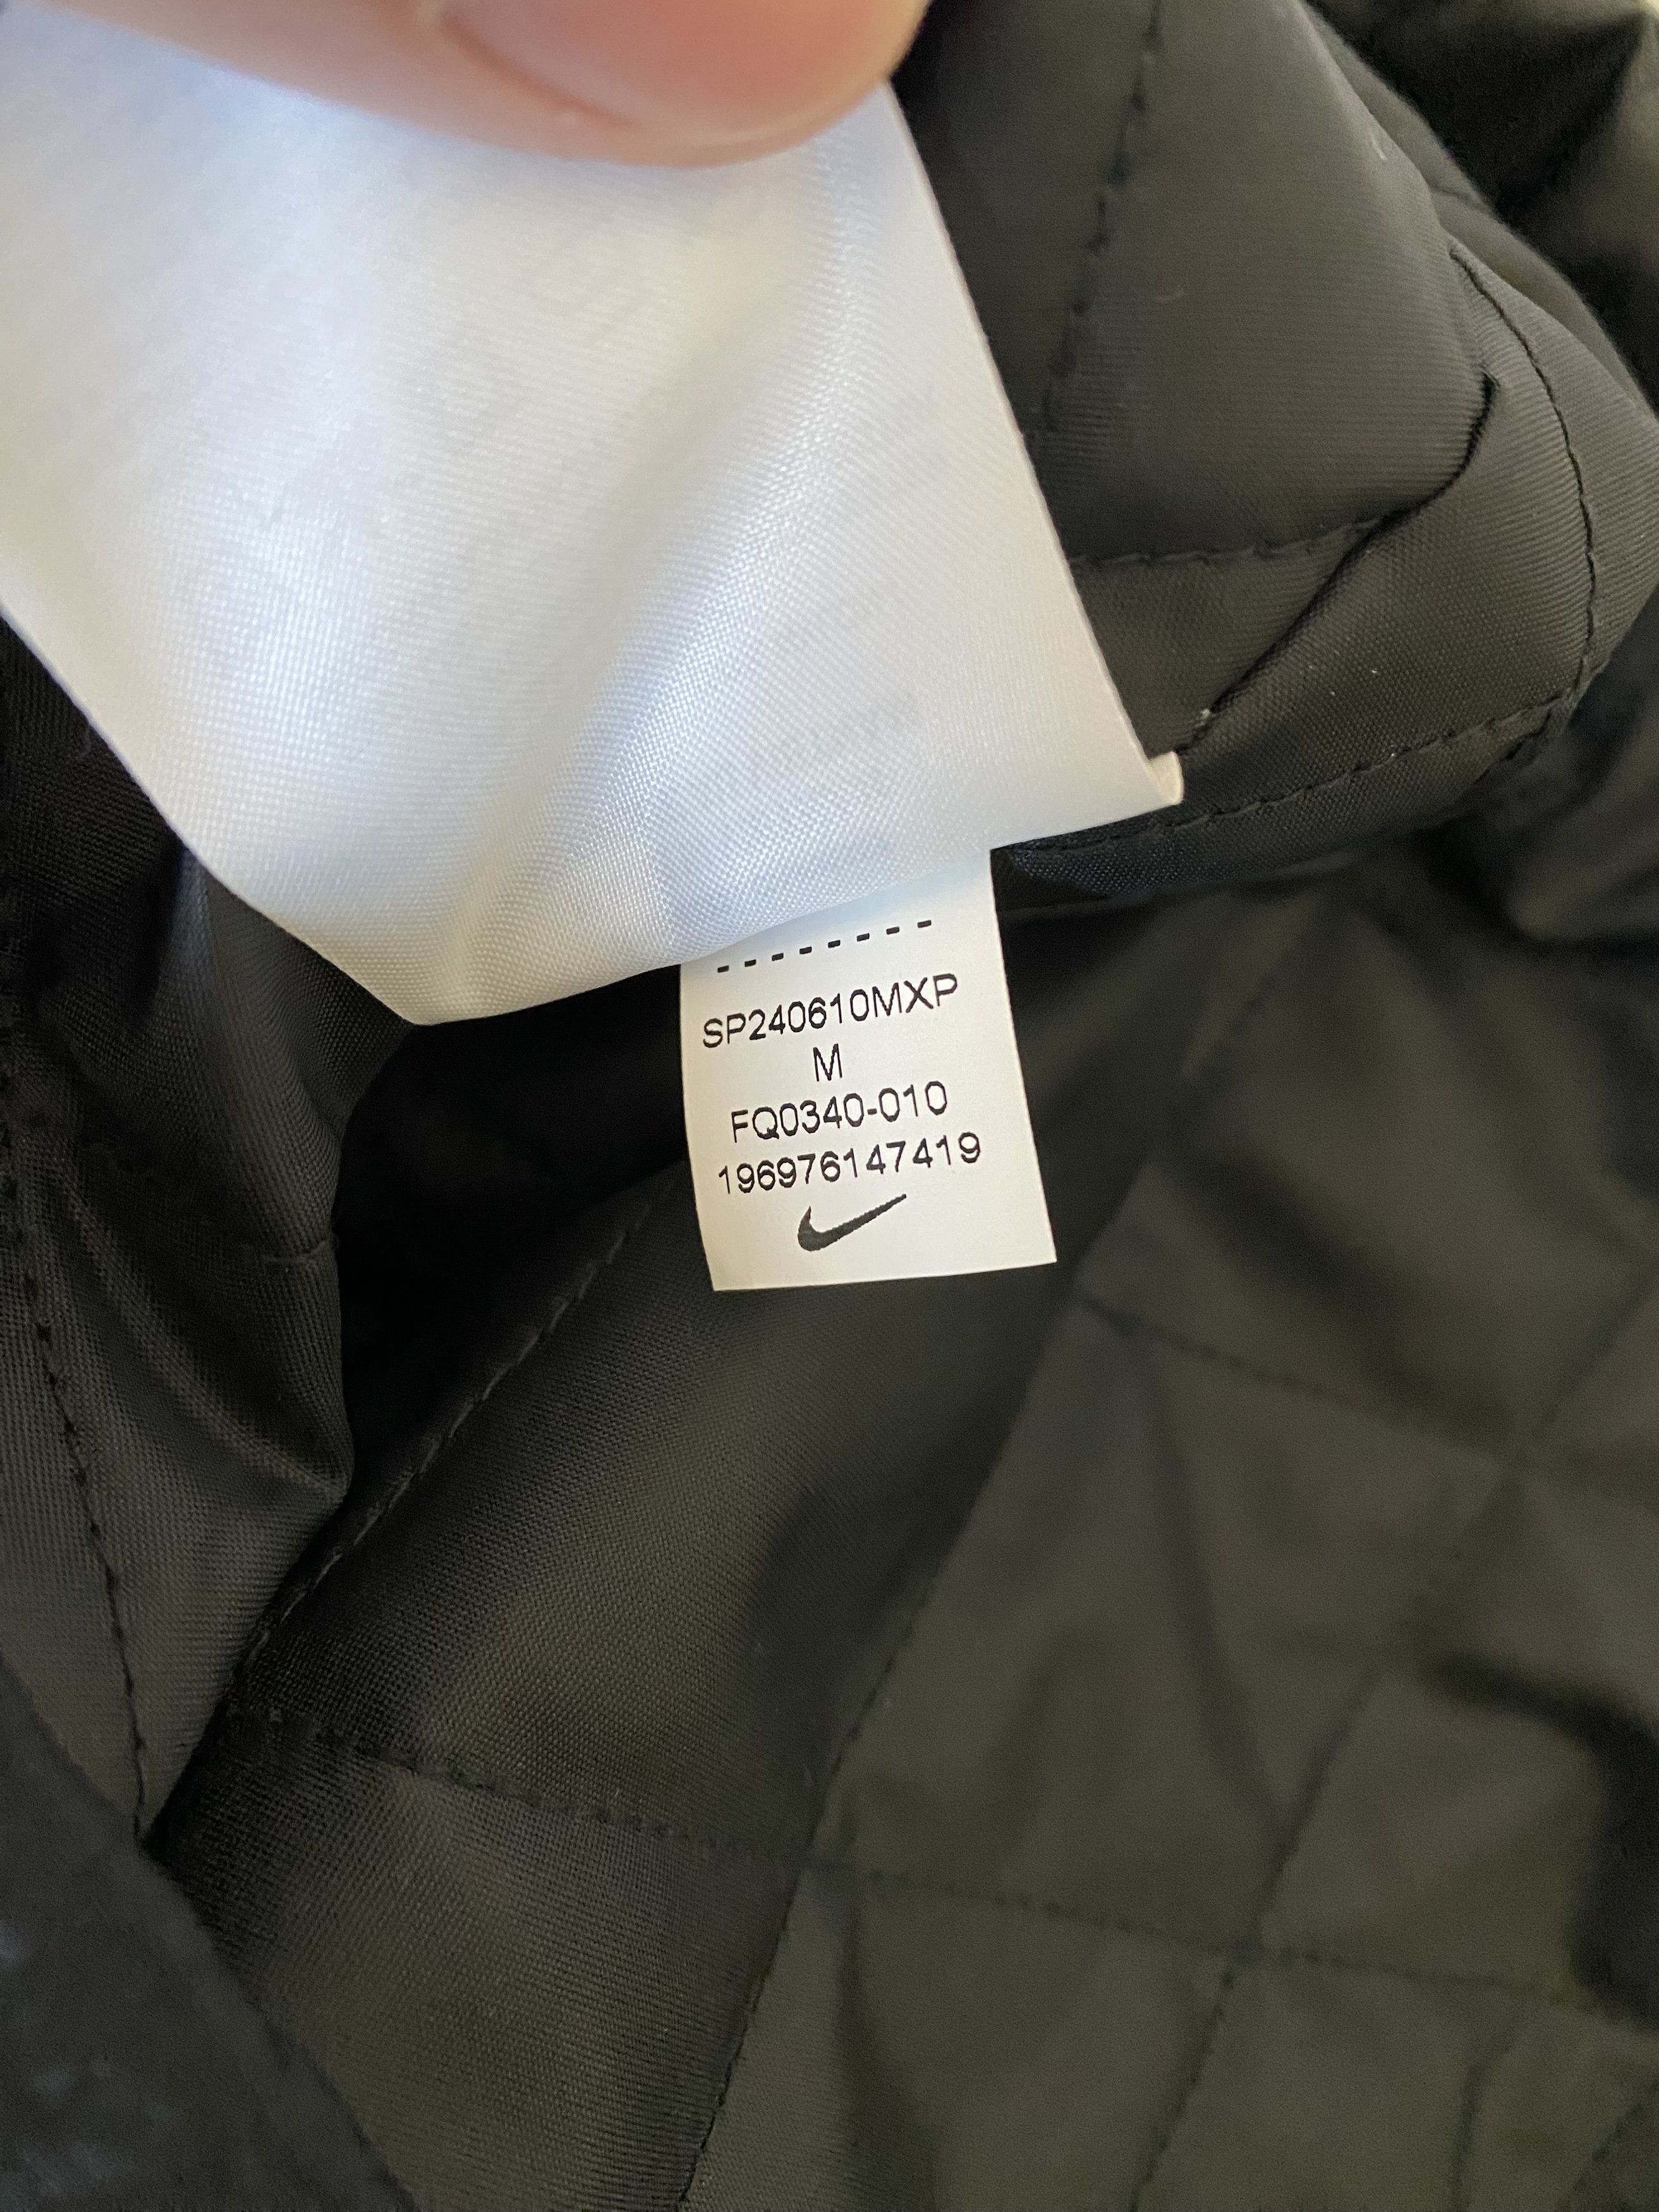 --------
SP240610MXP
M
FQ0340-010
196976147419